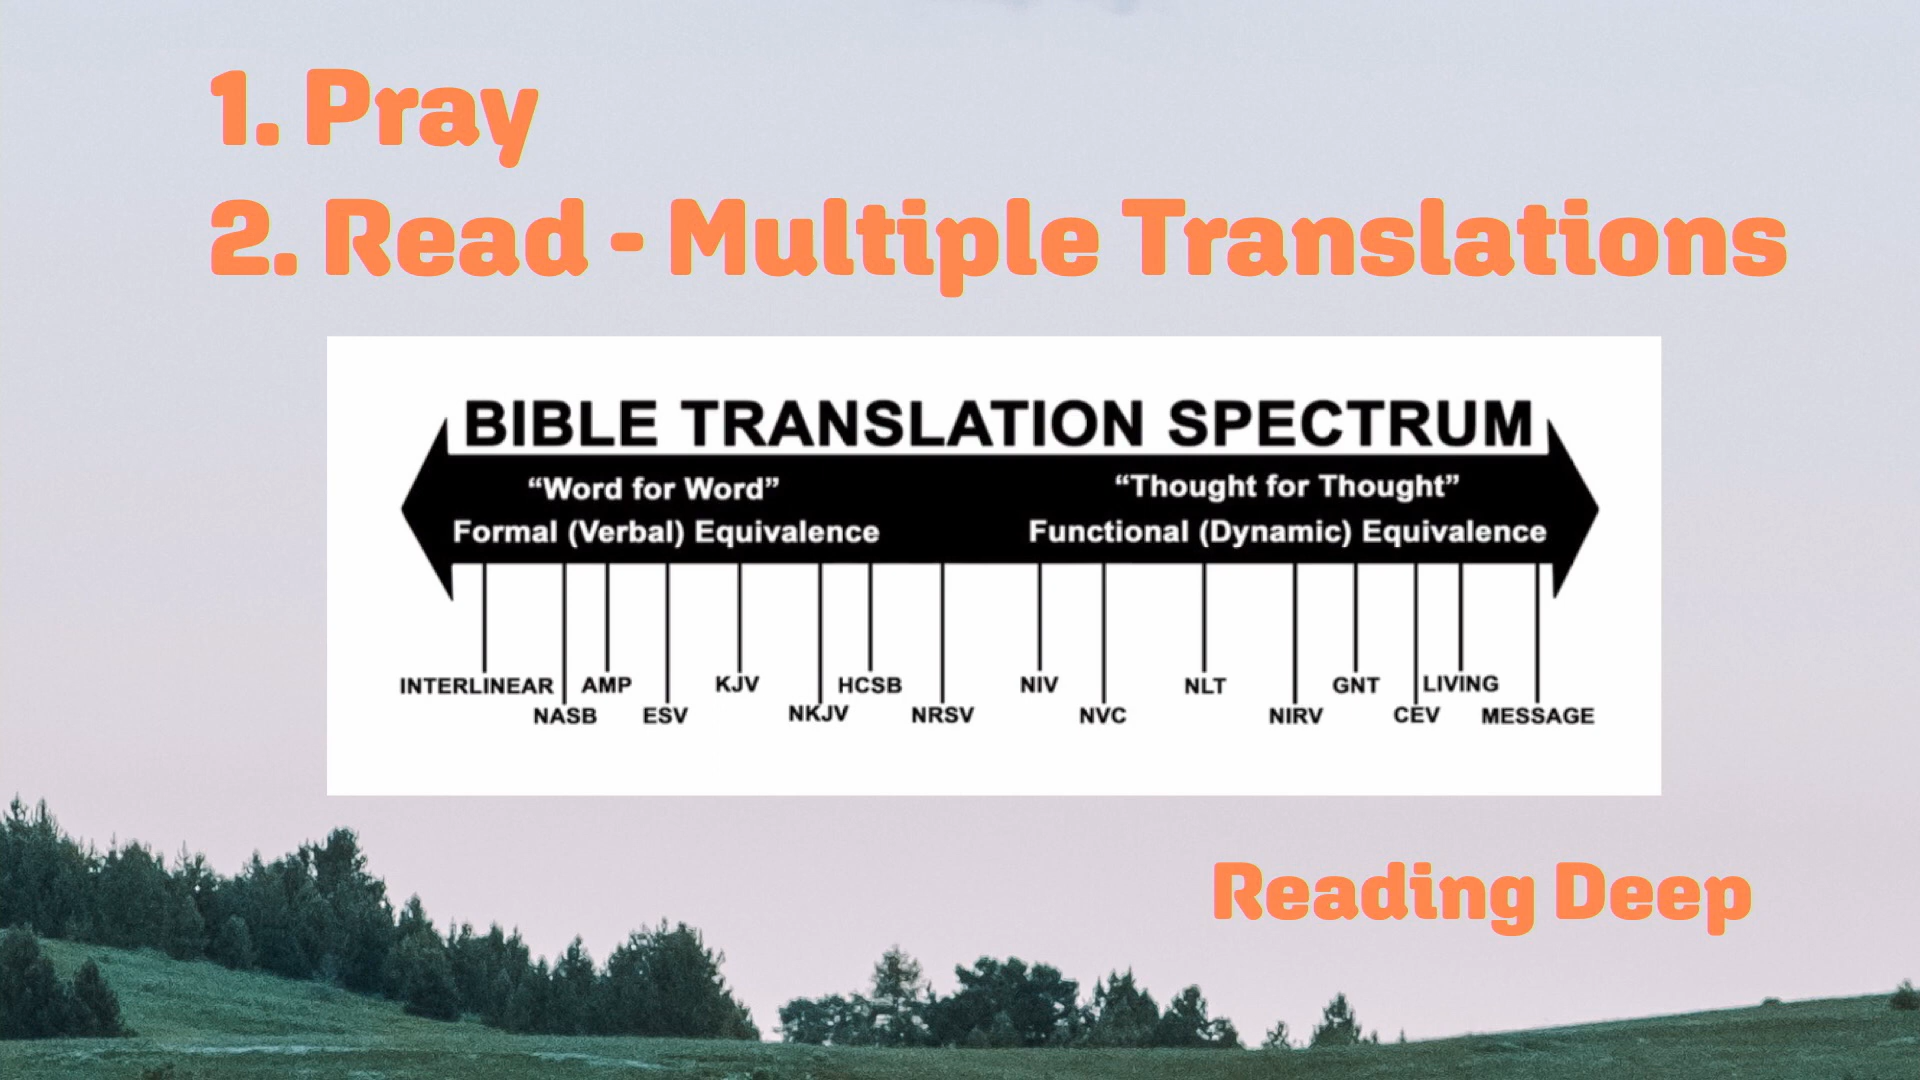 1. Pray
2. Read - Multiple Translations
BIBLE TRANSLATION SPECTRUM
“Word for Word”
Formal (Verbal) Equivalence
“Thought for Thought”
Functional (Dynamic) Equivalence
INTERLINEAR AMP KJV HCSB NIV NLT GNT LIVING
NASB ESV NKJV NRSV NVC NIRV CEV MESSAGE
Reading Deep